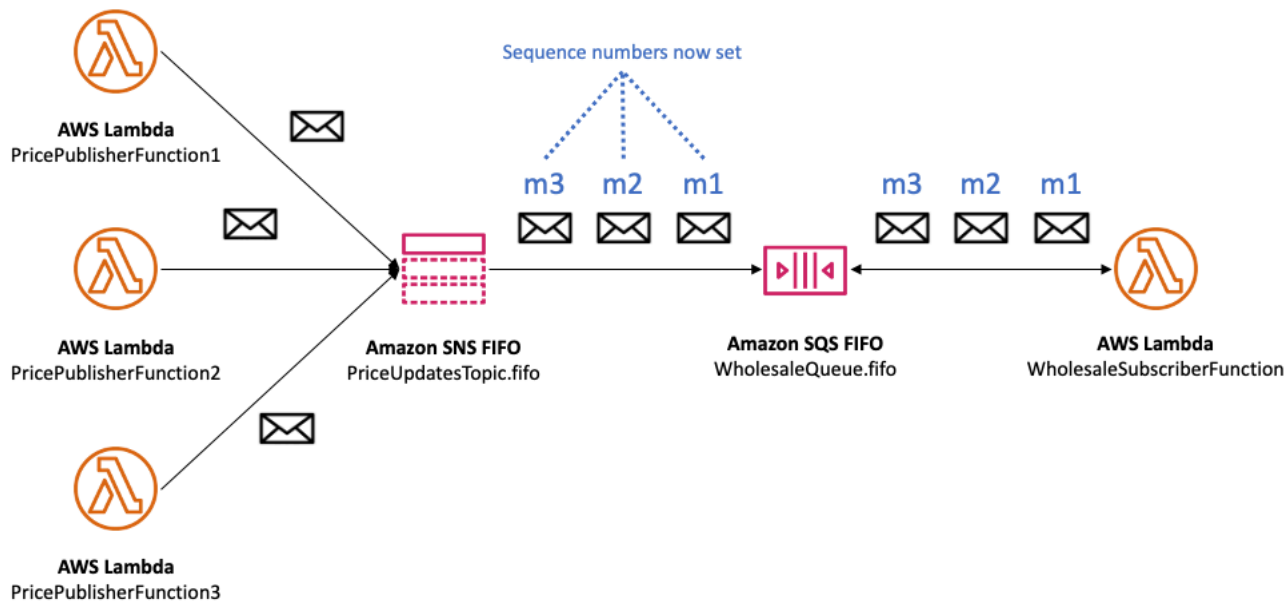 Sequence numbers now set
AWS Lambda
PricePublisherFunction1
m3 m2 m1
m3 m2 m1
AWS Lambda
PricePublisherFunction2
Amazon SNS FIFO
PriceUpdatesTopic.fifo
Amazon SQS FIFO
WholesaleQueue.fifo
AWS Lambda
WholesaleSubscriberFunction
AWS Lambda
PricePublisherFunction3